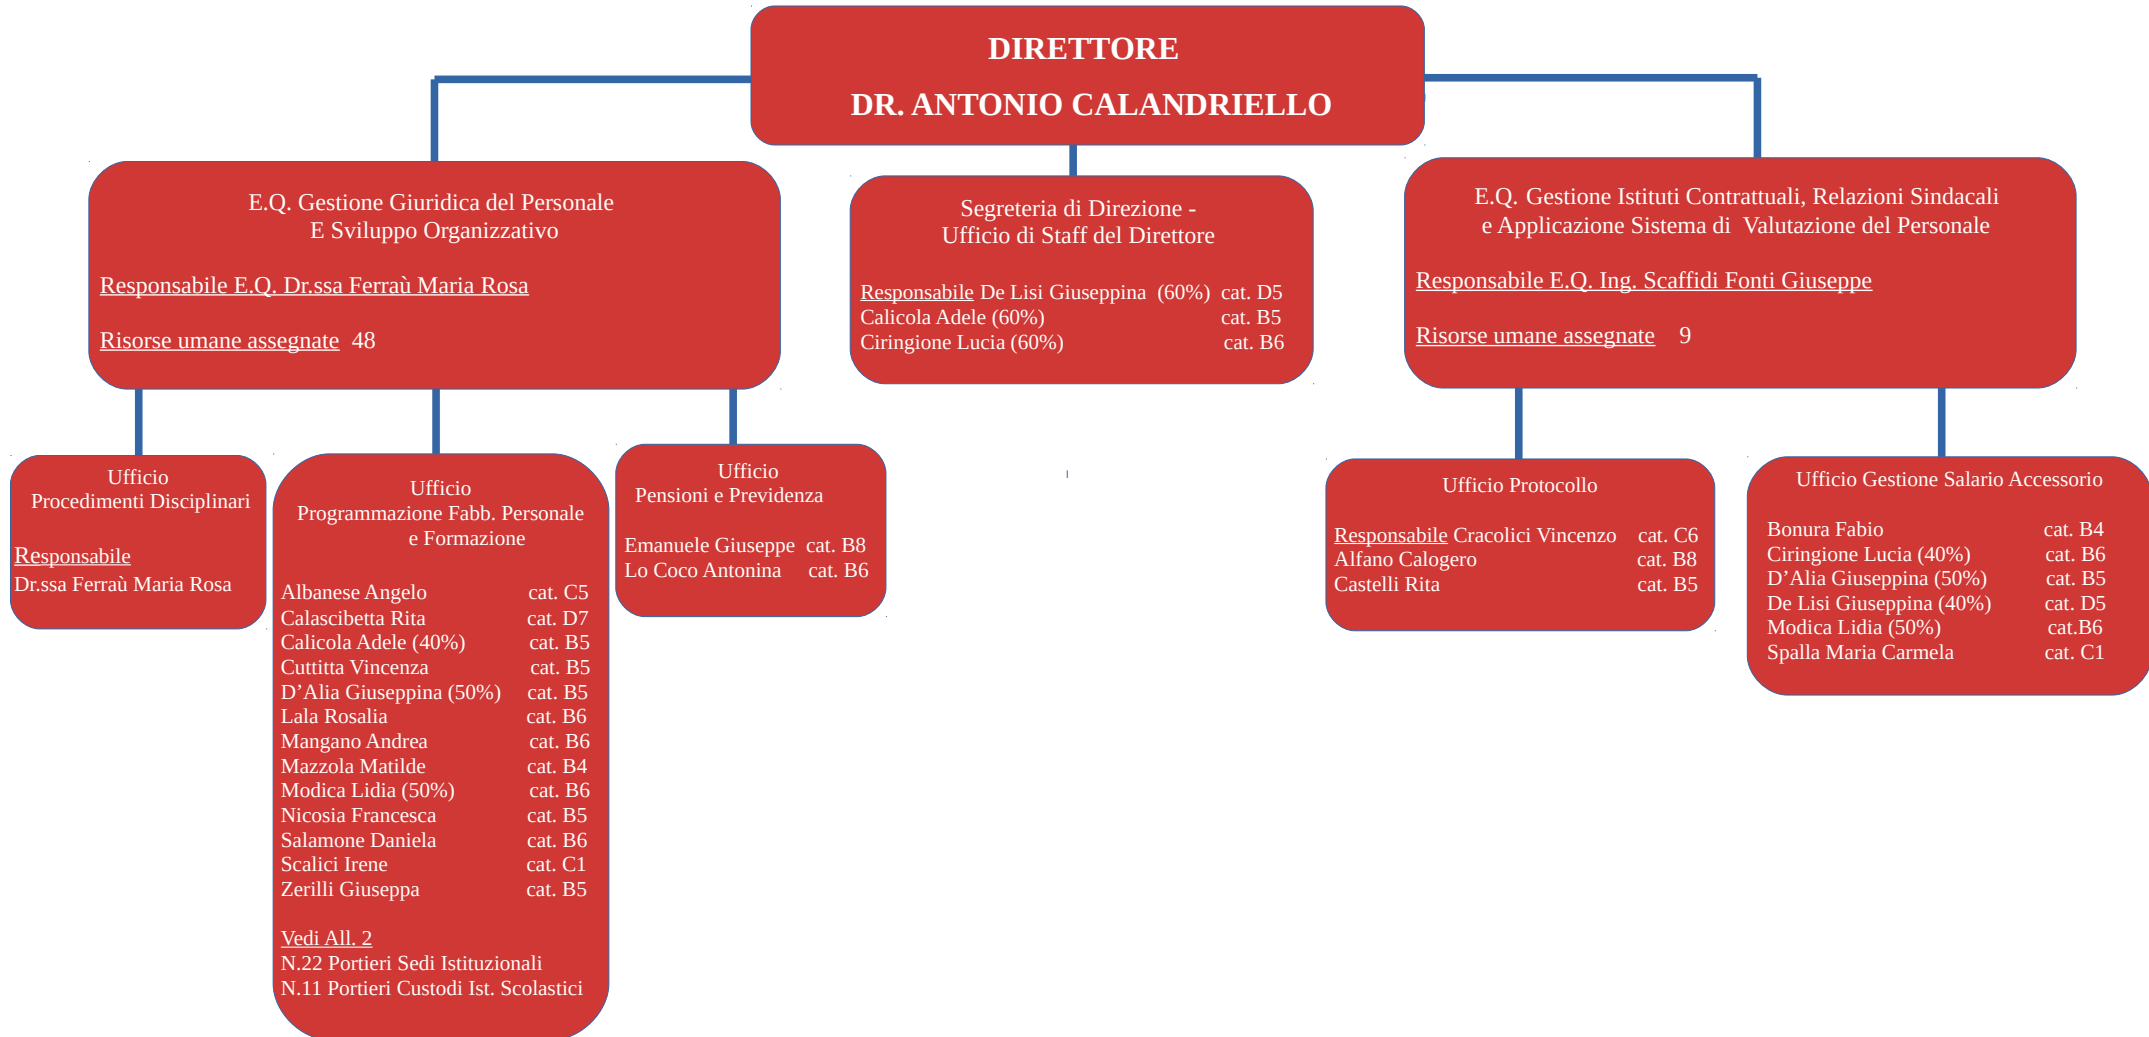 DIRETTORE
DR. ANTONIO CALANDRIELLO
E.Q. Gestione Giuridica del Personale
E Sviluppo Organizzativo
Responsabile E.Q. Dr.ssa Ferraù Maria Rosa
Risorse umane assegnate 48
Segreteria di Direzione -
Ufficio di Staff del Direttore
Responsabile De Lisi Giuseppina (60%) cat. D5
Calicola Adele (60%) cat. B5
Ciringione Lucia (60%) cat. B6
E.Q. Gestione Istituti Contrattuali, Relazioni Sindacali
e Applicazione Sistema di Valutazione del Personale
Responsabile E.Q. Ing. Scaffidi Fonti Giuseppe
Risorse umane assegnate 9
Ufficio
Procedimenti Disciplinari
Responsabile
Dr.ssa Ferraù Maria Rosa
Ufficio
Programmazione Fabb. Personale
e Formazione
Albanese Angelo cat. C5
Calascibetta Rita cat. D7
Calicola Adele (40%) cat. B5
Cuttitta Vincenza cat. B5
D’Alia Giuseppina (50%) cat. B5
Lala Rosalia cat. B6
Mangano Andrea cat. B6
Mazzola Matilde cat. B4
Modica Lidia (50%) cat. B6
Nicosia Francesca cat. B5
Salamone Daniela cat. B6
Scalici Irene cat. C1
Zerilli Giuseppa cat. B5
Vedi All. 2
N.22 Portieri Sedi Istituzionali
N.11 Portieri Custodi Ist. Scolastici
Ufficio
Pensioni e Previdenza
Emanuele Giuseppe cat. B8
Lo Coco Antonina cat. B6
Ufficio Protocollo
Responsabile Cracolici Vincenzo cat. C6
Alfano Calogero cat. B8
Castelli Rita cat. B5
Ufficio Gestione Salario Accessorio
Bonura Fabio cat. B4
Ciringione Lucia (40%) cat. B6
D’Alia Giuseppina (50%) cat. B5
De Lisi Giuseppina (40%) cat. D5
Modica Lidia (50%) cat.B6
Spalla Maria Carmela cat. C1